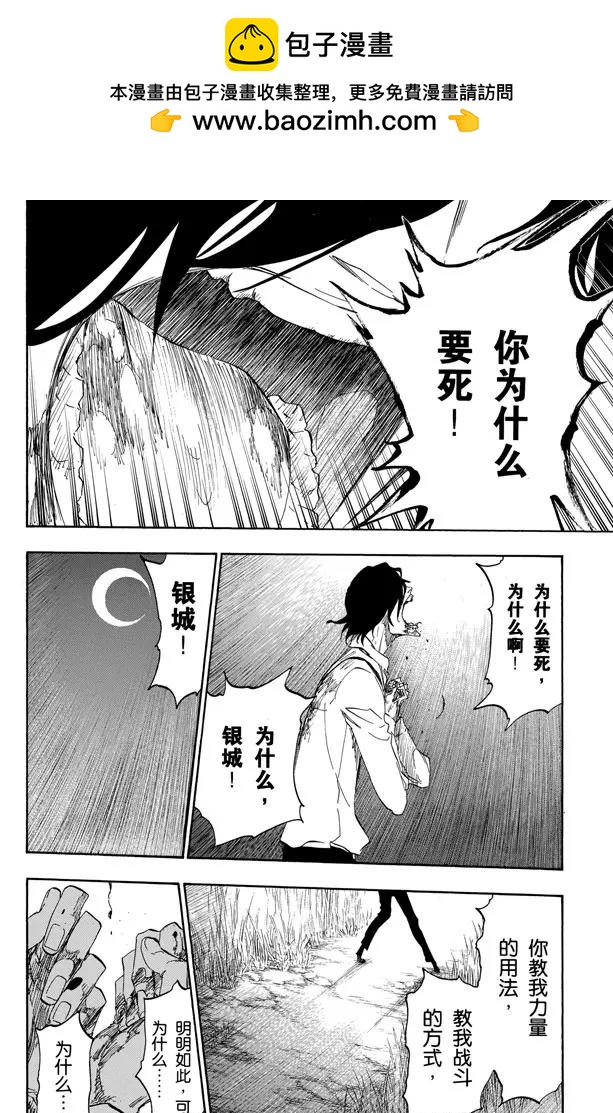 包子漫畫
本漫畫由包子漫畫收集整理，更多免費漫畫請訪問
www.baozimh.com
你为什么
要死！
为什么要死，
为什么啊！
为什么，
银城！
银城！
你教我力量
的用法，
教我战斗
的方式，
明明如此，可
为什么……
为什么…